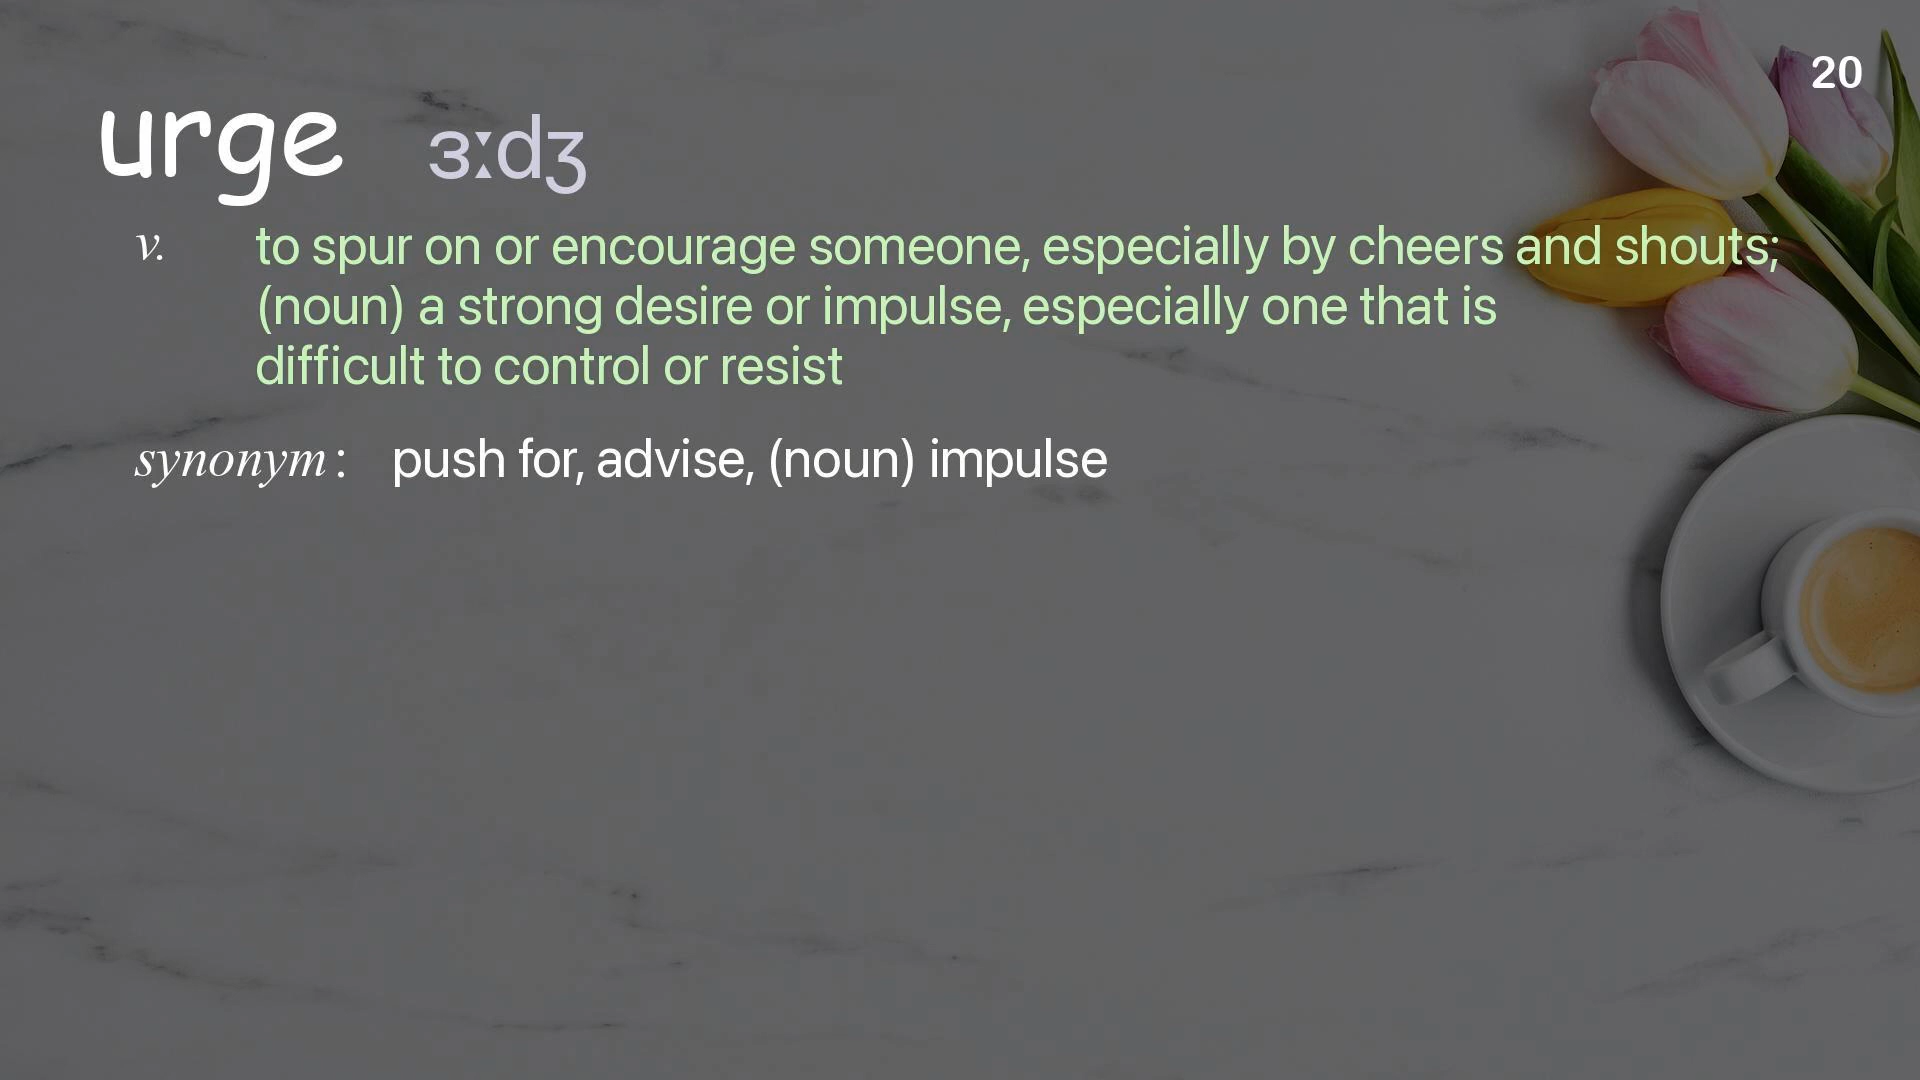 20
urge ɜːdʒ
v. to spur on or encourage someone, especially by cheers and shouts;
(noun) a strong desire or impulse, especially one that is
difficult to control or resist
synonym : push for, advise, (noun) impulse